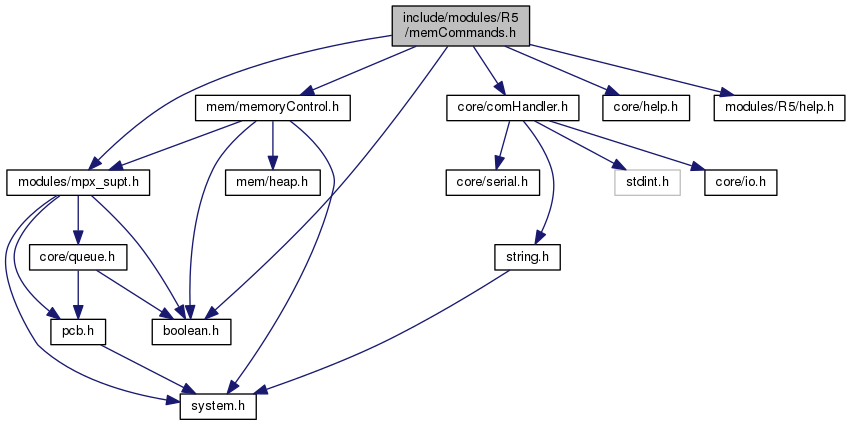 include/modules/R5
/memCommands.h
mem/memoryControl.h
core/comHandler.h
core/help.h
modules/R5/help.h
modules/mpx_supt.h
mem/heap.h
core/serial.h
stdint.h
core/io.h
core/queue.h
string.h
pcb.h
boolean.h
system.h